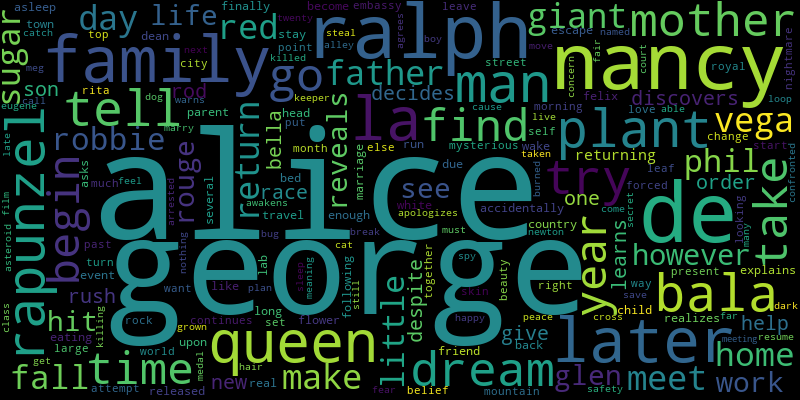 asleep
become embassy
leave
town
catch
day life
finally
twenty
agrees
steal
alley
boy
ralph
giant
mother
escape
named
fair
court
royal
nightmare
sugar
top
dean
red
stay
point
killed
street
move
nancy
concern
family
next
city
go
father
man
decides
felix
discovers
love able
loop
son
meg
call
rita
rod
dog
warns
keeper
head
put
mysterious
cause
morning
live
self
wake
taken
plant
vega
change
start
eugene
late
tell
parent
marry
return
bella
month
else
run
la
find
robbie
rouge
reveals
marriage
due
returning
phil
confronted
rapunzel
begin
asks
much
feel
arrested
several
alice
race
bed
travel
enough
awakens
white
apologizes
see
accidentally
try
burned
one
leaf
forced
order
take
past
country
newton
de
secret
come
many
looking
film
asteroid
turn
event
rush
nothing
want
bug
like
lab
cat
break
sleep
meaning
following
still
despite
must
spy
together
skin
beauty
right
year
learns
however
present
explains
way
save
hit
rock
george
plan
long
set
flower
happy
peace
cross
child
realizes
far
bala
dark
class
eating
large
killing
continues
grown
upon
world
queen
little
give
back
later
help
meeting
resume
home
fall
time
get
attempt
released
medal
new
hair
real
make
fear
friend
belief
dream
mountain
glen
meet
safety
work